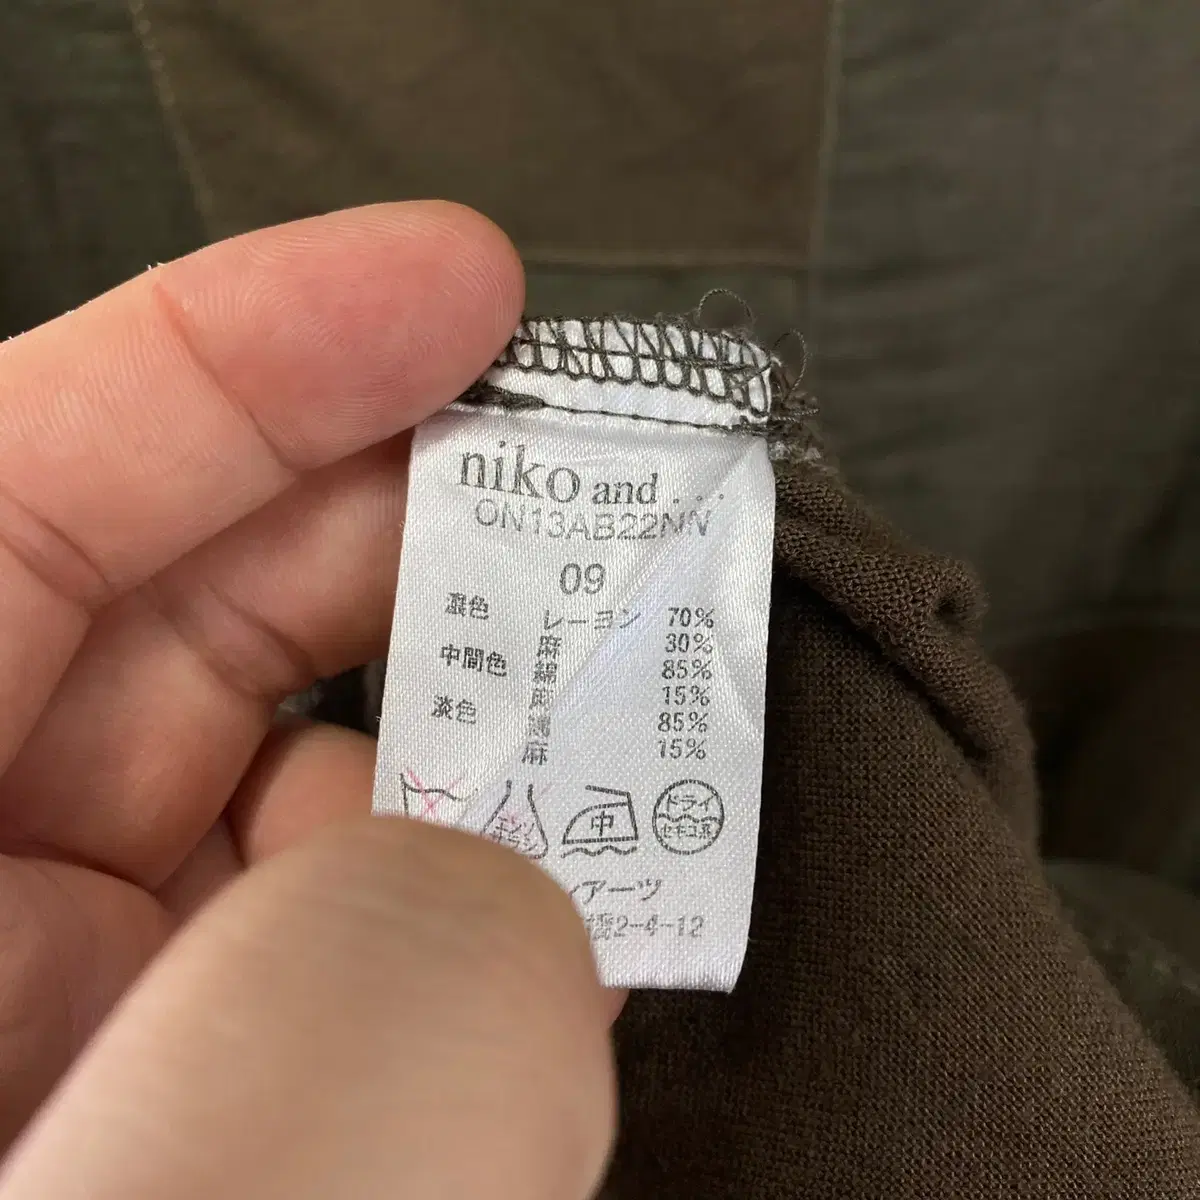 niko and...
ON13AB22NN
09
濃色 レーヨン 70%
麻 30%
中間色 綿 85%
麻 15%
淡色 綿 85%
麻 15%
中 ドライ
セキユ系
アーツ
2-4-12